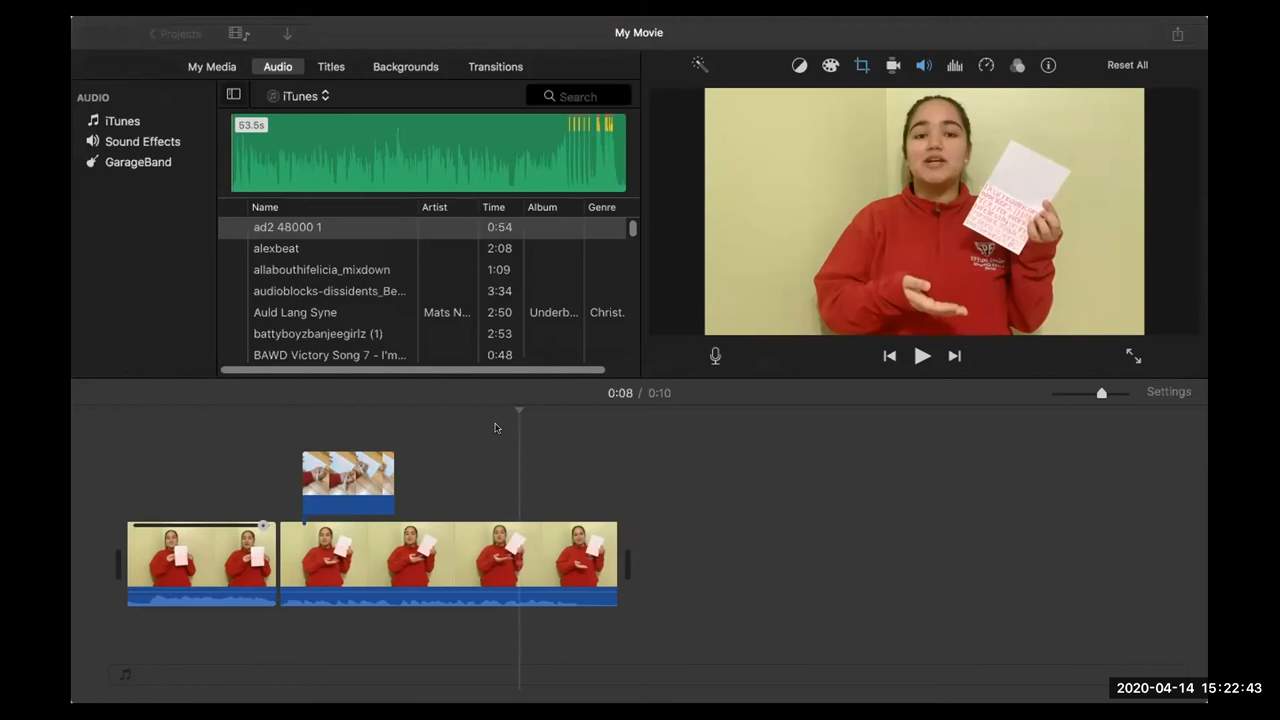 Projects
My Movie
My Media
Audio
Titles
Backgrounds
Transitions
Reset All
AUDIO
iTunes
Sound Effects
GarageBand
iTunes
Search
53.5s
Name Artist Time Album Genre
ad2 48000 1 0:54
alexbeat 2:08
allabouthifelicia_mixdown 1:09
audioblocks-dissidents_Be... 3:34
Auld Lang Syne Mats N... 2:50 Underb... Christ.
battyboyzbanjeegirlz (1) 2:53
BAWD Victory Song 7 - I'm... 0:48
0:08 / 0:10
Settings
2020-04-14 15:22:43